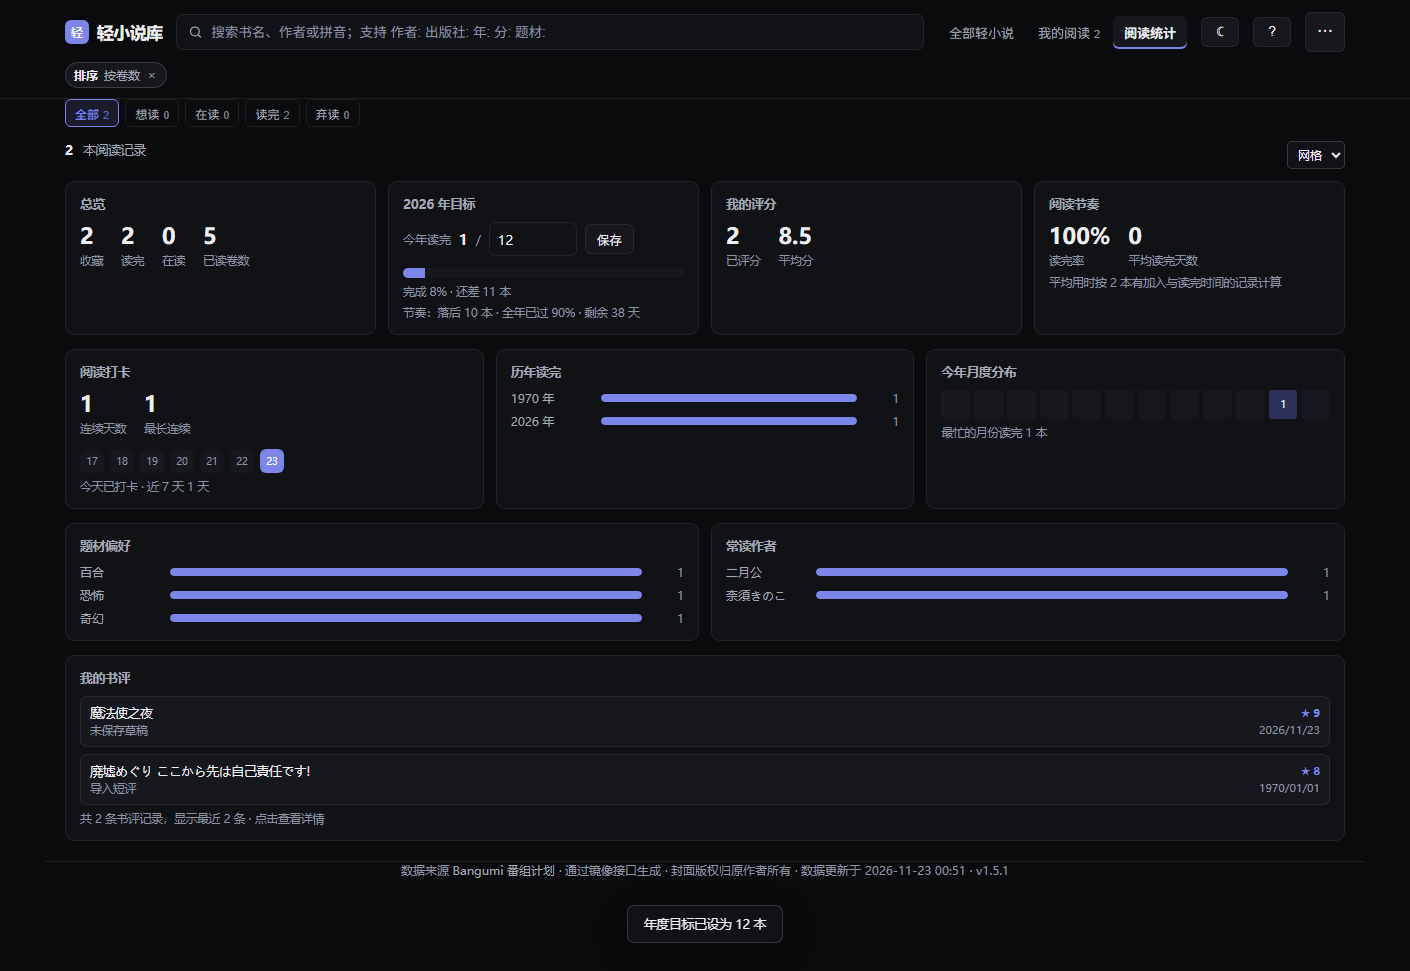 轻 轻小说库 搜索书名、作者或拼音；支持 作者: 出版社: 年: 分: 题材: 全部轻小说 我的阅读 2 阅读统计 ☾ ? ···
排序 按卷数 ×
全部 2 想读 0 在读 0 读完 2 弃读 0
2 本阅读记录 网格
总览
2 2 0 5
收藏 读完 在读 已读卷数
2026 年目标
今年读完 1 / 12 保存
完成 8% · 还差 11 本
节奏：落后 10 本 · 全年已过 90% · 剩余 38 天
我的评分
2 8.5
已评分 平均分
阅读节奏
100% 0
读完率 平均读完天数
平均用时按 2 本有加入与读完时间的记录计算
阅读打卡
1 1
连续天数 最长连续
17 18 19 20 21 22 23
今天已打卡 · 近 7 天 1 天
历年读完
1970 年 1
2026 年 1
今年月度分布
1
最忙的月份读完 1 本
题材偏好
百合 1
恐怖 1
奇幻 1
常读作者
二月公 1
奈須きのこ 1
我的书评
魔法使之夜 ★ 9
未保存草稿 2026/11/23
廃墟めぐり ここから先は自己責任です! ★ 8
导入短评 1970/01/01
共 2 条书评记录，显示最近 2 条 · 点击查看详情
数据来源 Bangumi 番组计划 · 通过镜像接口生成 · 封面版权归原作者所有 · 数据更新于 2026-11-23 00:51 · v1.5.1
年度目标已设为 12 本